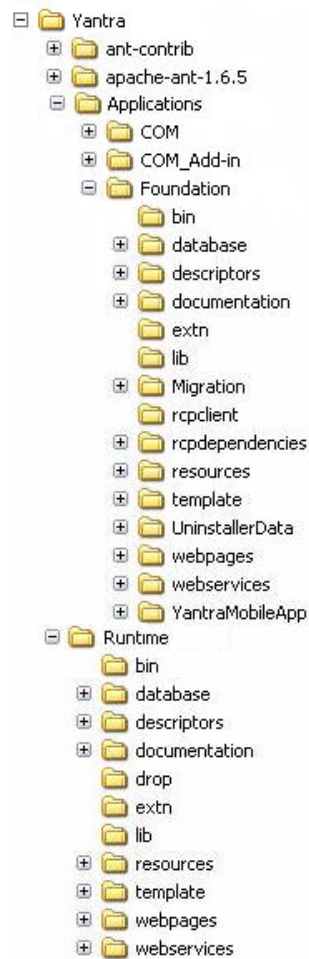 Yantra
ant-contrib
apache-ant-1.6.5
Applications
COM
COM_Add-in
Foundation
bin
database
descriptors
documentation
extn
lib
Migration
rcpclient
rcpdependencies
resources
template
UninstallerData
webpages
webservices
YantraMobileApp
Runtime
bin
database
descriptors
documentation
drop
extn
lib
resources
template
webpages
webservices